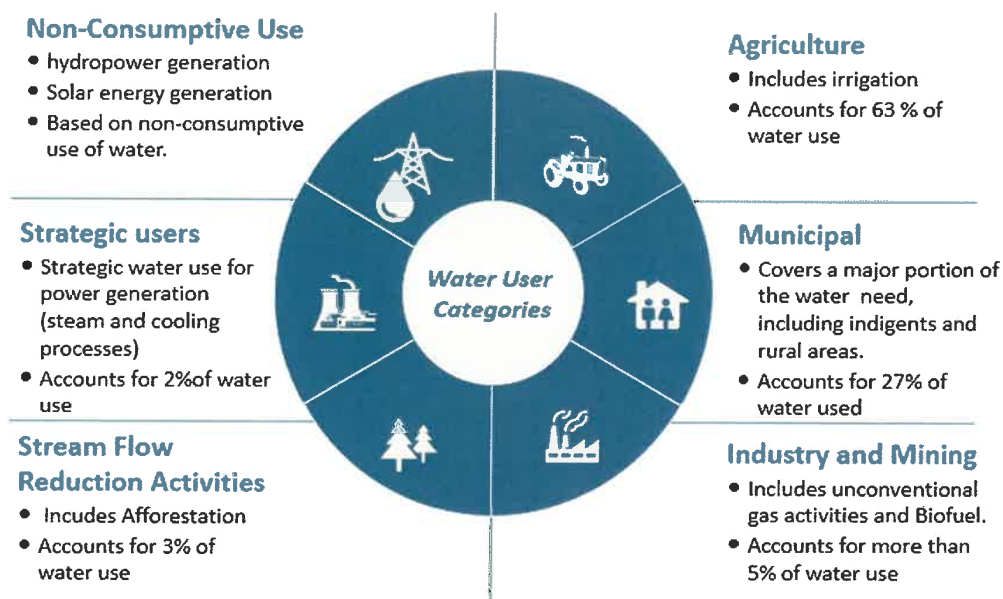 Non-Consumptive Use
• hydropower generation
• Solar energy generation
• Based on non-consumptive
use of water.
Agriculture
• Includes irrigation
• Accounts for 63 % of
water use
Strategic users
• Strategic water use for
power generation
(steam and cooling
processes)
• Accounts for 2%of water
use
Water User
Categories
Municipal
• Covers a major portion of
the water need,
including indigents and
rural areas.
• Accounts for 27% of
water used
Stream Flow
Reduction Activities
• Incudes Afforestation
• Accounts for 3% of
water use
Industry and Mining
• Includes unconventional
gas activities and Biofuel.
• Accounts for more than
5% of water use